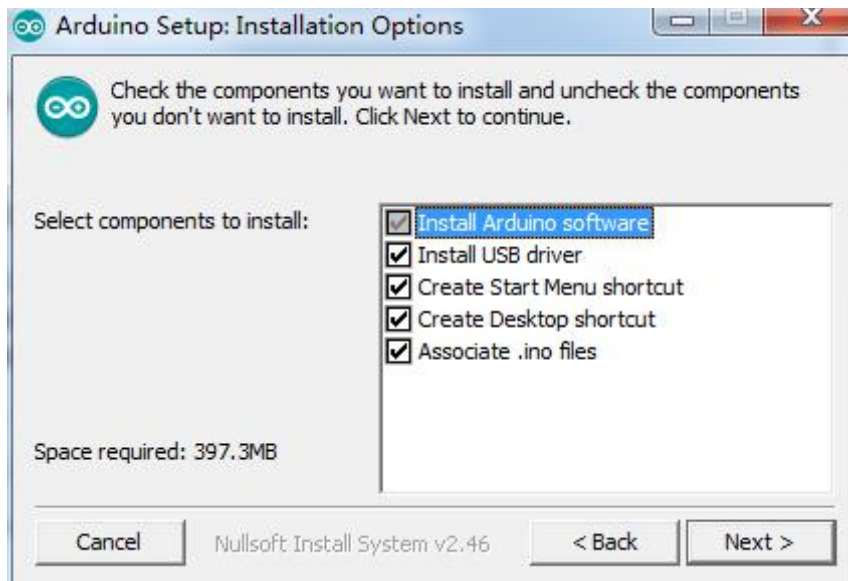 Arduino Setup: Installation Options
Check the components you want to install and uncheck the components
you don't want to install. Click Next to continue.
Select components to install:
Install Arduino software
Install USB driver
Create Start Menu shortcut
Create Desktop shortcut
Associate .ino files
Space required: 397.3MB
Cancel
Nullsoft Install System v2.46
< Back
Next >